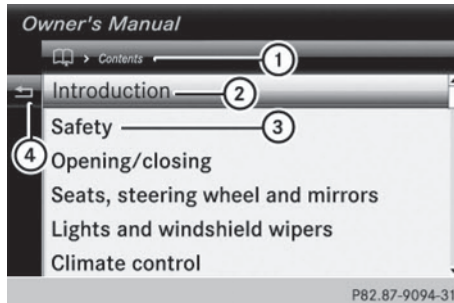 Owner's Manual
> Contents 1
Introduction 2
Safety 3
4
Opening/closing
Seats, steering wheel and mirrors
Lights and windshield wipers
Climate control
P82.87-9094-31